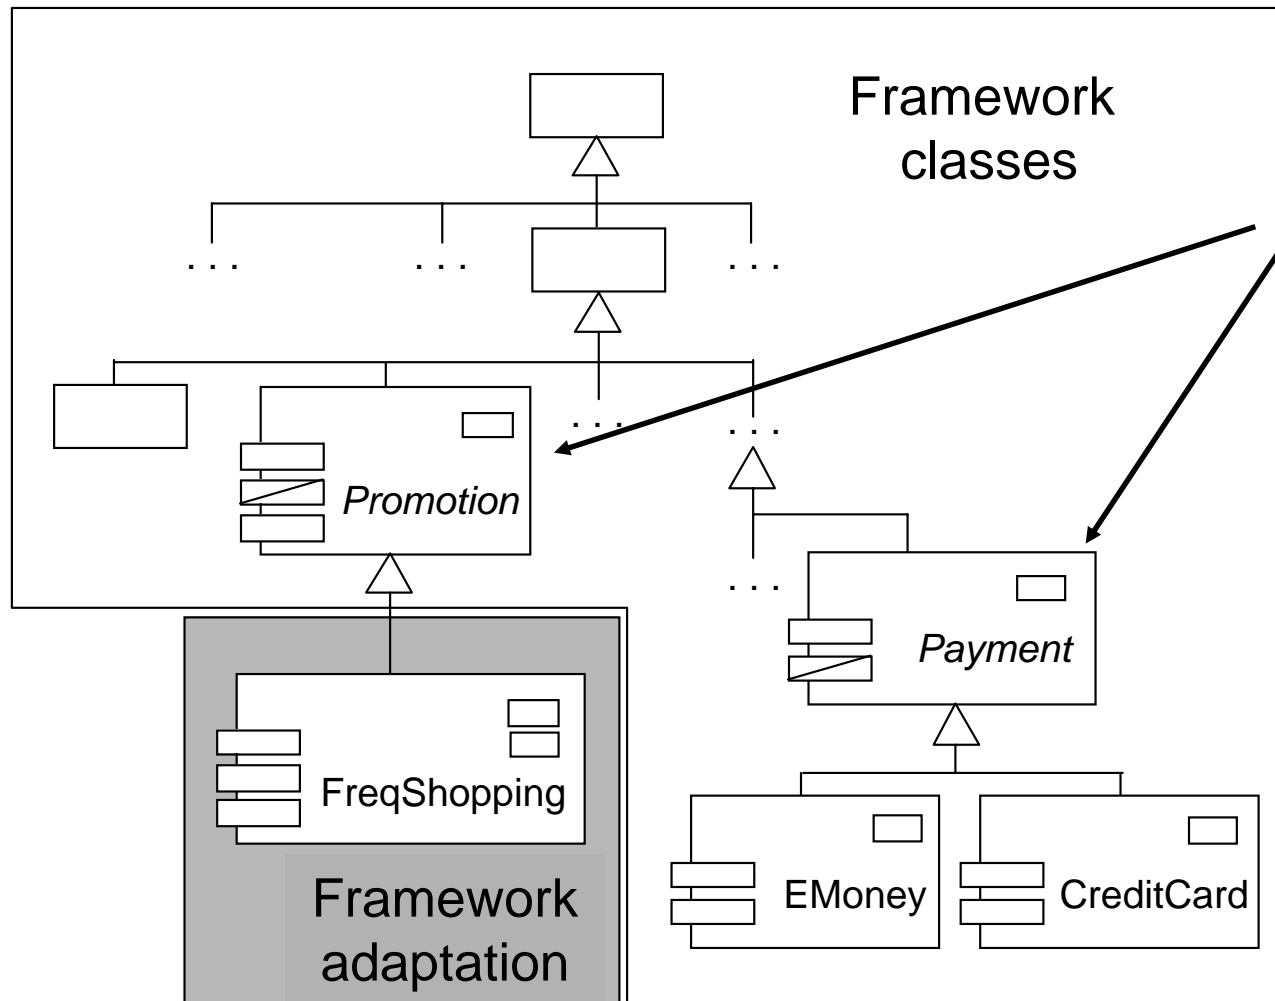 Framework
classes
. . .
. . .
. . .
. . .
. . .
Promotion
. . .
Payment
FreqShopping
EMoney
CreditCard
Framework
adaptation